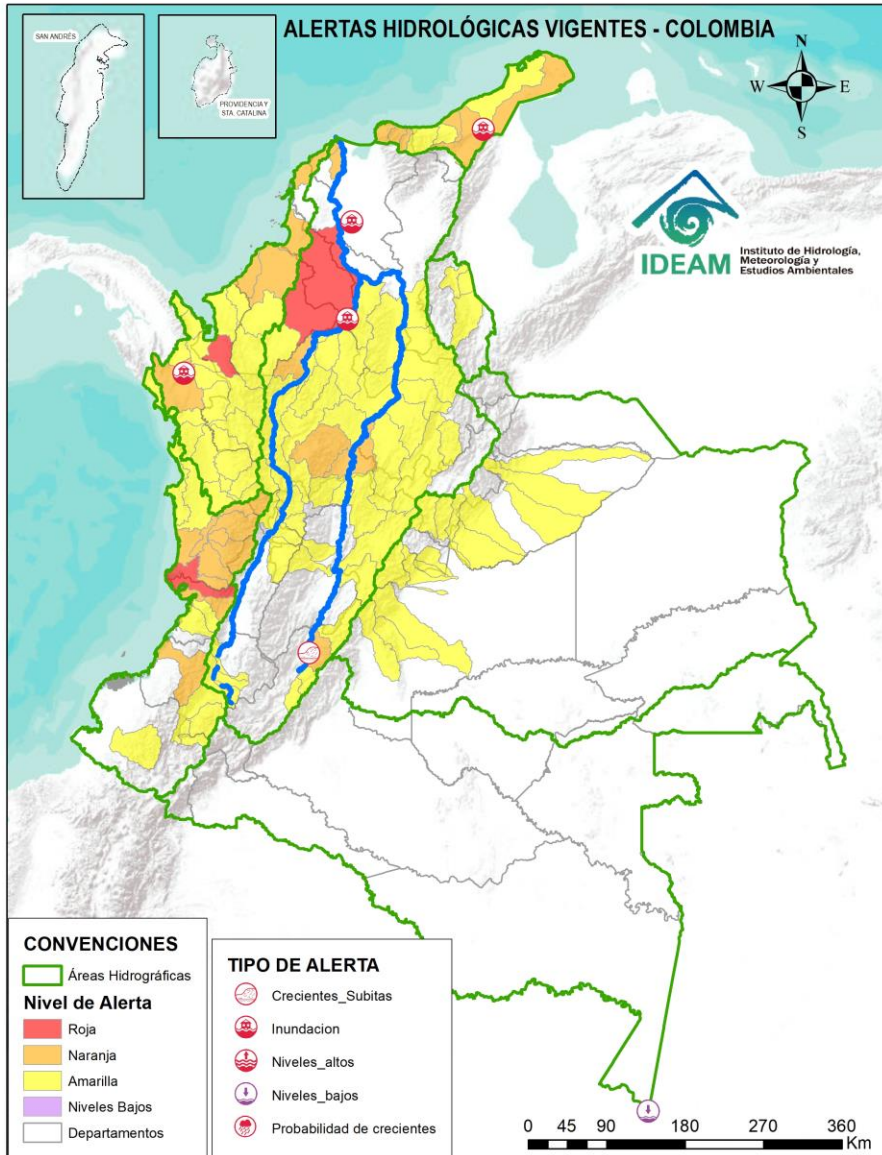 ALERTAS HIDROLÓGICAS VIGENTES - COLOMBIA
SAN ANDRÉS
PROVIDENCIA Y
STA. CATALINA
N
W
E
S
IDEAM
Instituto de Hidrología,
Meteorología y
Estudios Ambientales
CONVENCIONES
Áreas Hidrográficas
Nivel de Alerta
Roja
Naranja
Amarilla
Niveles Bajos
Departamentos
TIPO DE ALERTA
Crecientes_Subitas
Inundacion
Niveles_altos
Niveles_bajos
Probabilidad de crecientes
0 45 90 180 270 360
Km